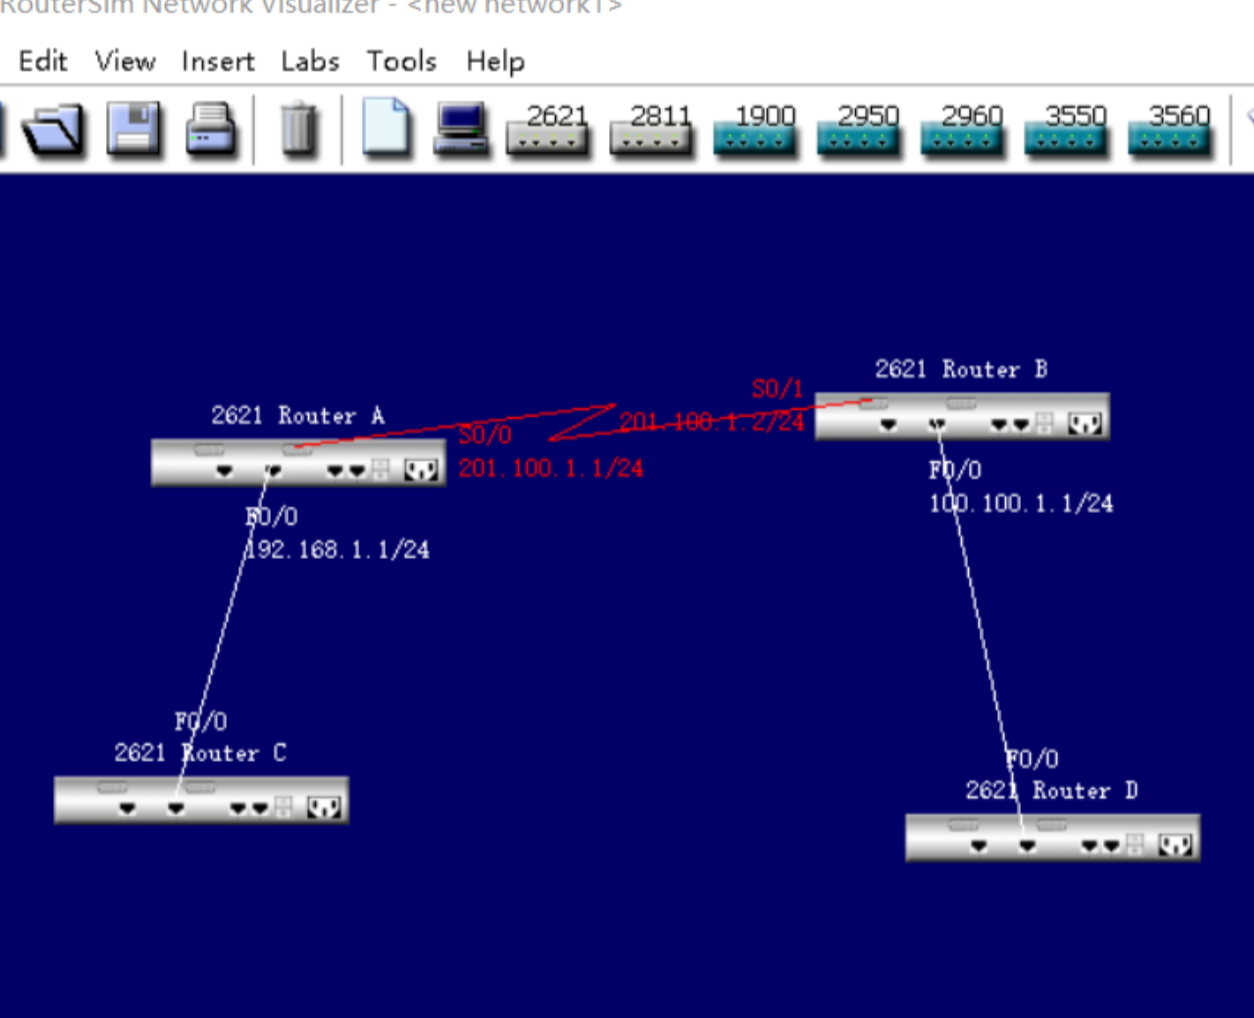 RouterSim Network Visualizer - <new network1>
Edit View Insert Labs Tools Help
2621 2811 1900 2950 2960 3550 3560
2621 Router B
S0/1
201.100.1.2/24
2621 Router A
S0/0
201.100.1.1/24
F0/0
100.100.1.1/24
F0/0
192.168.1.1/24
F0/0
2621 Router C
F0/0
2621 Router D